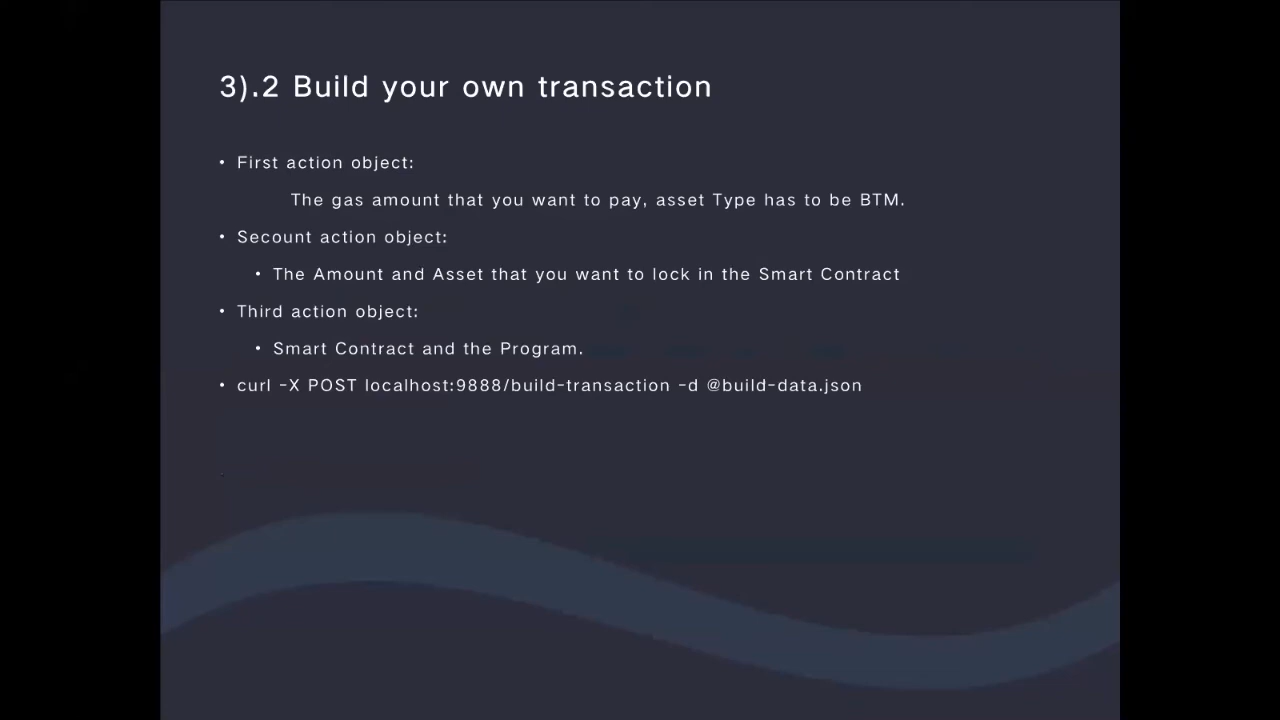 3).2 Build your own transaction
• First action object:
The gas amount that you want to pay, asset Type has to be BTM.
• Secount action object:
• The Amount and Asset that you want to lock in the Smart Contract
• Third action object:
• Smart Contract and the Program.
• curl -X POST localhost:9888/build-transaction -d @build-data.json